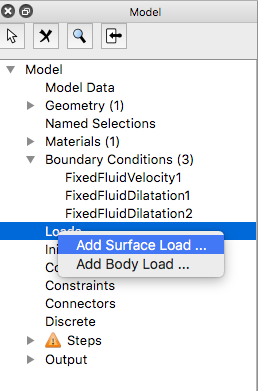 Model
Model
Model Data
Geometry (1)
Named Selections
Materials (1)
Boundary Conditions (3)
FixedFluidVelocity1
FixedFluidDilatation1
FixedFluidDilatation2
Loads
Add Surface Load ...
Add Body Load ...
Constraints
Connectors
Discrete
Steps
Output